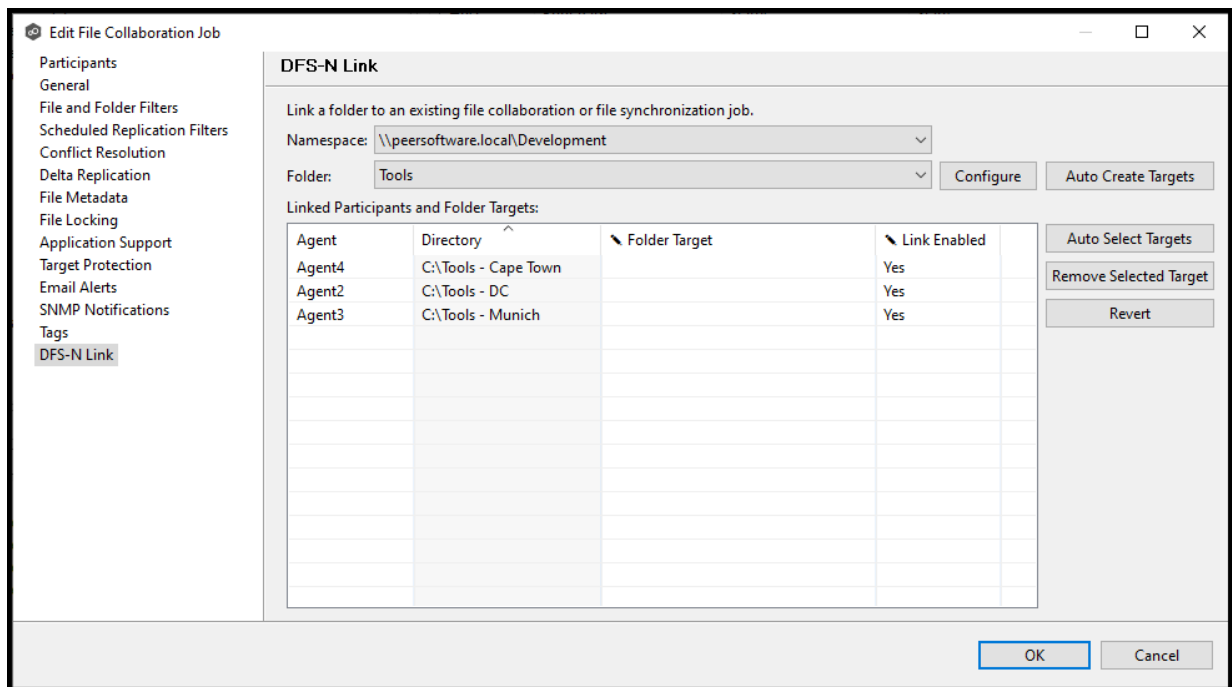 Edit File Collaboration Job
Participants
General
File and Folder Filters
Scheduled Replication Filters
Conflict Resolution
Delta Replication
File Metadata
File Locking
Application Support
Target Protection
Email Alerts
SNMP Notifications
Tags
DFS-N Link
DFS-N Link
Link a folder to an existing file collaboration or file synchronization job.
Namespace: \\peersoftware.local\Development
Folder: Tools Configure Auto Create Targets
Linked Participants and Folder Targets:
Agent Directory Folder Target Link Enabled
Agent4 C:\Tools - Cape Town Yes
Agent2 C:\Tools - DC Yes
Agent3 C:\Tools - Munich Yes
Auto Select Targets
Remove Selected Target
Revert
OK Cancel